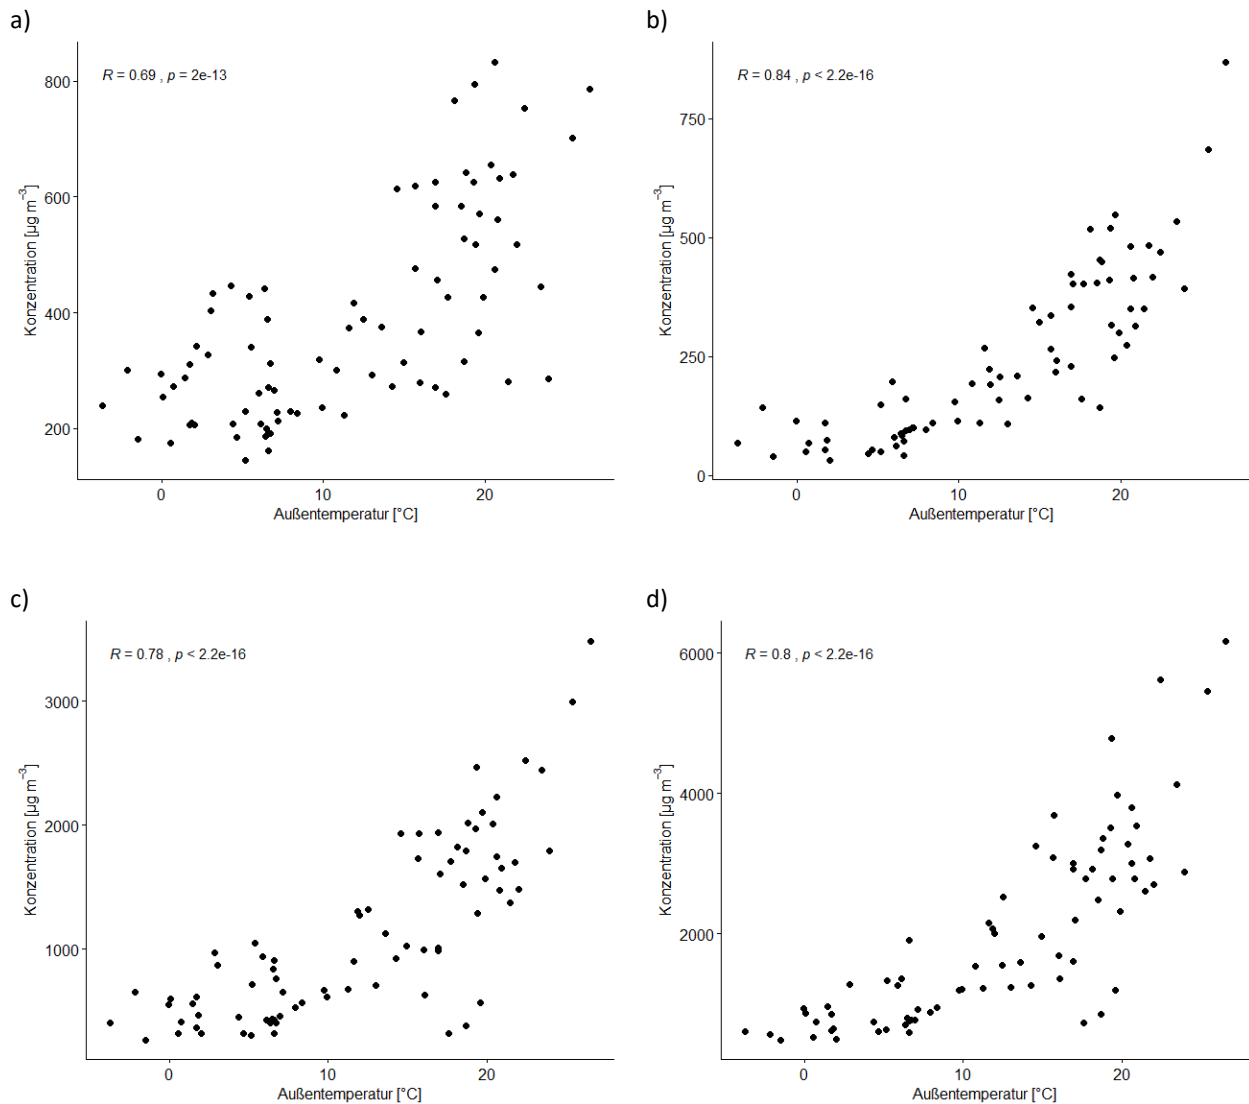 a)
R = 0.69 , p = 2e-13
800
600
400
200
Konzentration [µg m⁻³]
0 10 20
Außentemperatur [°C]
b)
R = 0.84 , p < 2.2e-16
750
500
250
0
Konzentration [µg m⁻³]
0 10 20
Außentemperatur [°C]
c)
R = 0.78 , p < 2.2e-16
3000
2000
1000
Konzentration [µg m⁻³]
0 10 20
Außentemperatur [°C]
d)
R = 0.8 , p < 2.2e-16
6000
4000
2000
Konzentration [µg m⁻³]
0 10 20
Außentemperatur [°C]